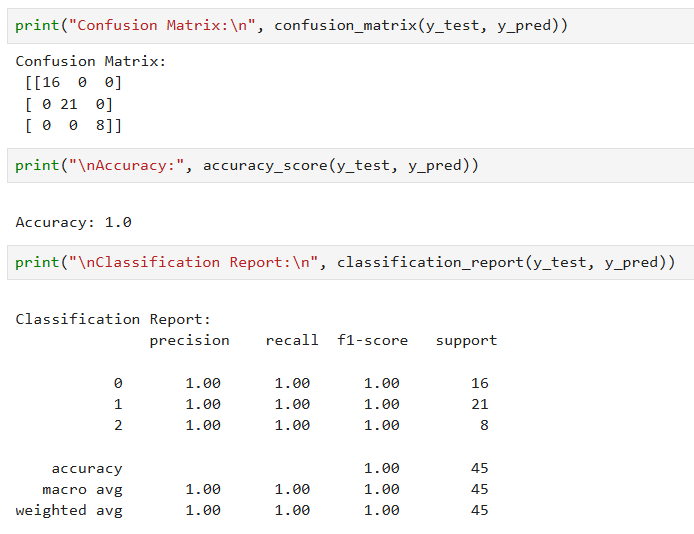 print("Confusion Matrix:\n", confusion_matrix(y_test, y_pred))
Confusion Matrix:
 [[16  0  0]
 [ 0 21  0]
 [ 0  0  8]]
print("\nAccuracy:", accuracy_score(y_test, y_pred))
Accuracy: 1.0
print("\nClassification Report:\n", classification_report(y_test, y_pred))
Classification Report:
               precision    recall  f1-score   support
           0       1.00      1.00      1.00        16
           1       1.00      1.00      1.00        21
           2       1.00      1.00      1.00         8
    accuracy                           1.00        45
   macro avg       1.00      1.00      1.00        45
weighted avg       1.00      1.00      1.00        45